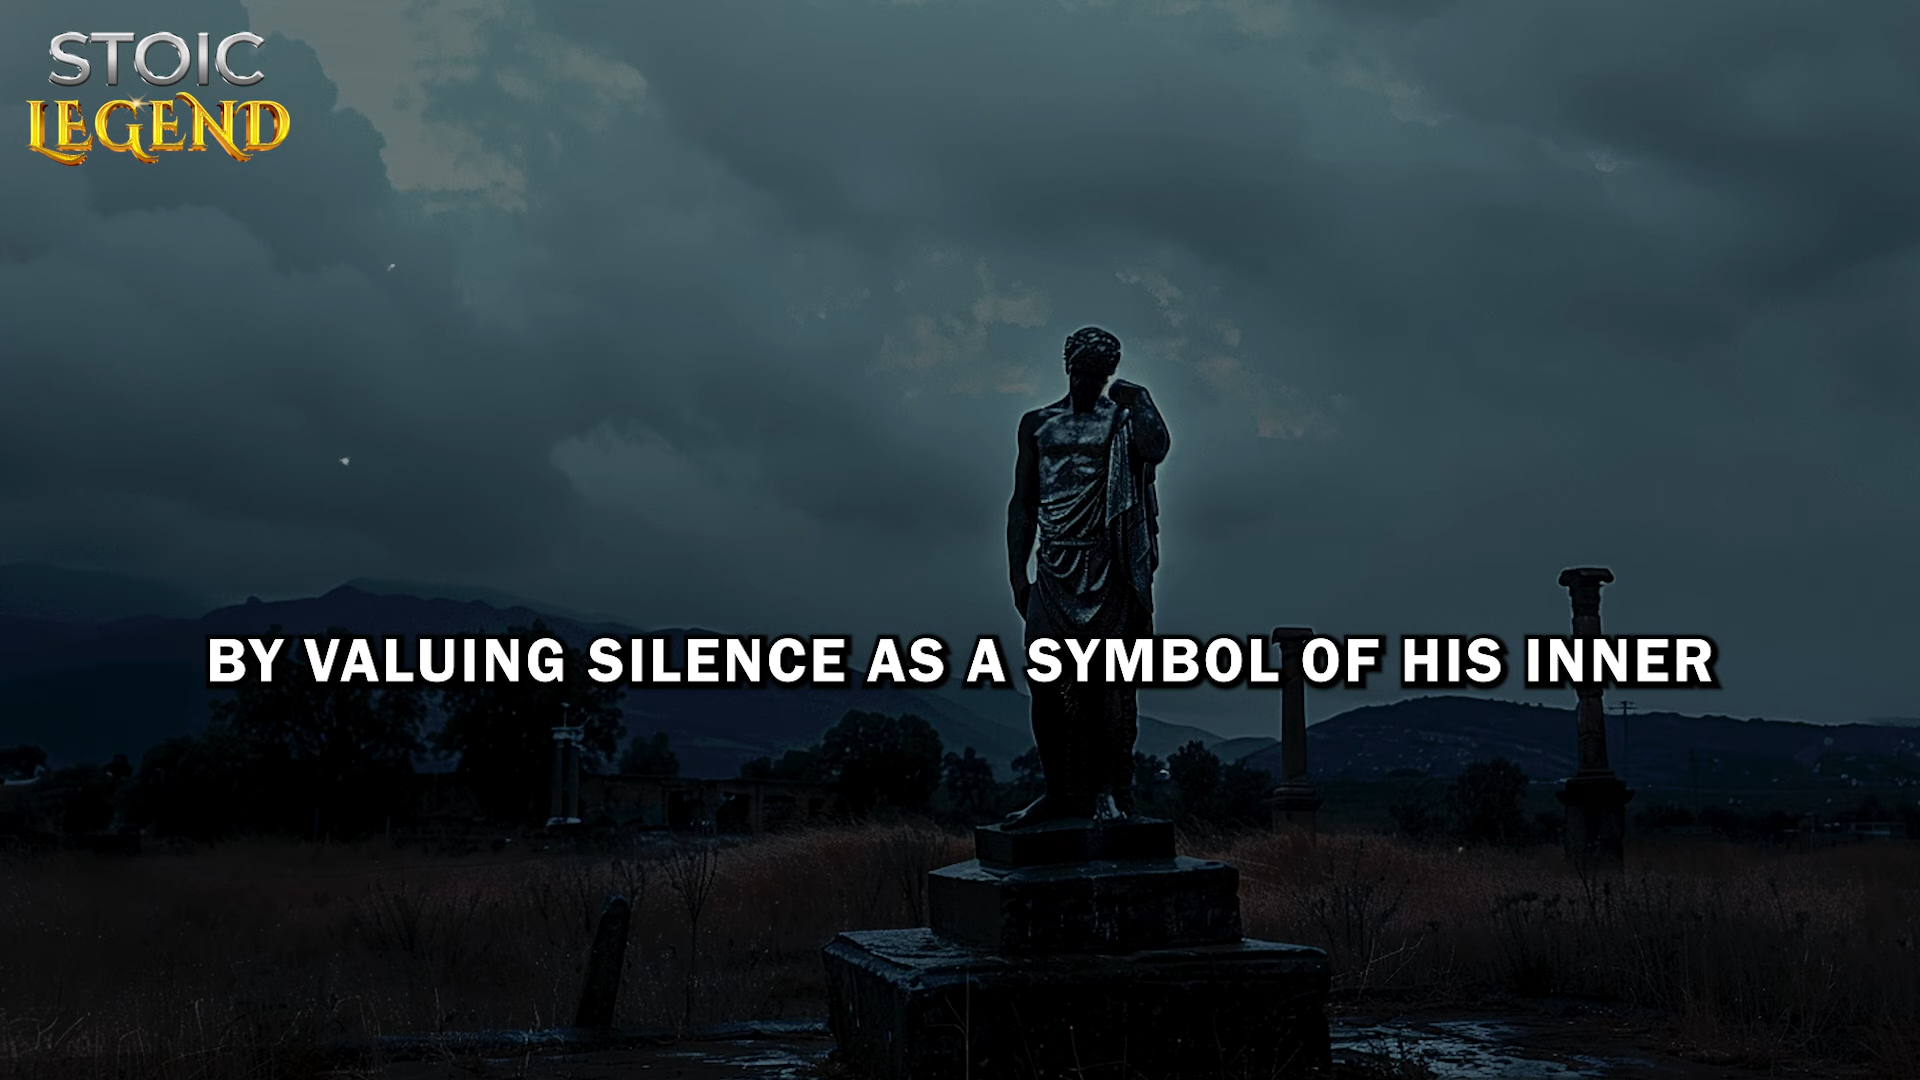 STOIC
LEGEND
BY VALUING SILENCE AS A SYMBOL OF HIS INNER